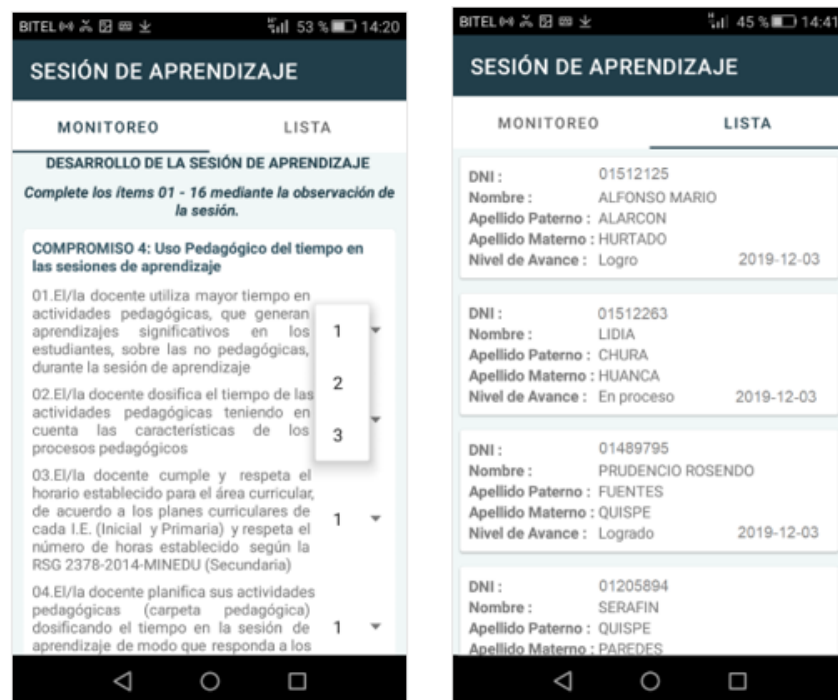 BITEL 53 % 14:20
SESIÓN DE APRENDIZAJE
MONITOREO LISTA
DESARROLLO DE LA SESIÓN DE APRENDIZAJE
Complete los ítems 01 - 16 mediante la observación de
la sesión.
COMPROMISO 4: Uso Pedagógico del tiempo en
las sesiones de aprendizaje
01.El/la docente utiliza mayor tiempo en
actividades pedagógicas, que generan
aprendizajes significativos en los
estudiantes, sobre las no pedagógicas,
durante la sesión de aprendizaje
1
2
3
02.El/la docente dosifica el tiempo de las
actividades pedagógicas teniendo en
cuenta las características de los
procesos pedagógicos
03.El/la docente cumple y respeta el
horario establecido para el área curricular,
de acuerdo a los planes curriculares de
cada I.E. (Inicial y Primaria) y respeta el
número de horas establecido según la
RSG 2378-2014-MINEDU (Secundaria)
1
04.El/la docente planifica sus actividades
pedagógicas (carpeta pedagógica)
dosificando el tiempo en la sesión de
aprendizaje de modo que responda a los
1
BITEL 45 % 14:41
SESIÓN DE APRENDIZAJE
MONITOREO LISTA
DNI : 01512125
Nombre : ALFONSO MARIO
Apellido Paterno : ALARCON
Apellido Materno : HURTADO
Nivel de Avance : Logro 2019-12-03
DNI : 01512263
Nombre : LIDIA
Apellido Paterno : CHURA
Apellido Materno : HUANCA
Nivel de Avance : En proceso 2019-12-03
DNI : 01489795
Nombre : PRUDENCIO ROSENDO
Apellido Paterno : FUENTES
Apellido Materno : QUISPE
Nivel de Avance : Logrado 2019-12-03
DNI : 01205894
Nombre : SERAFIN
Apellido Paterno : QUISPE
Apellido Materno : PAREDES